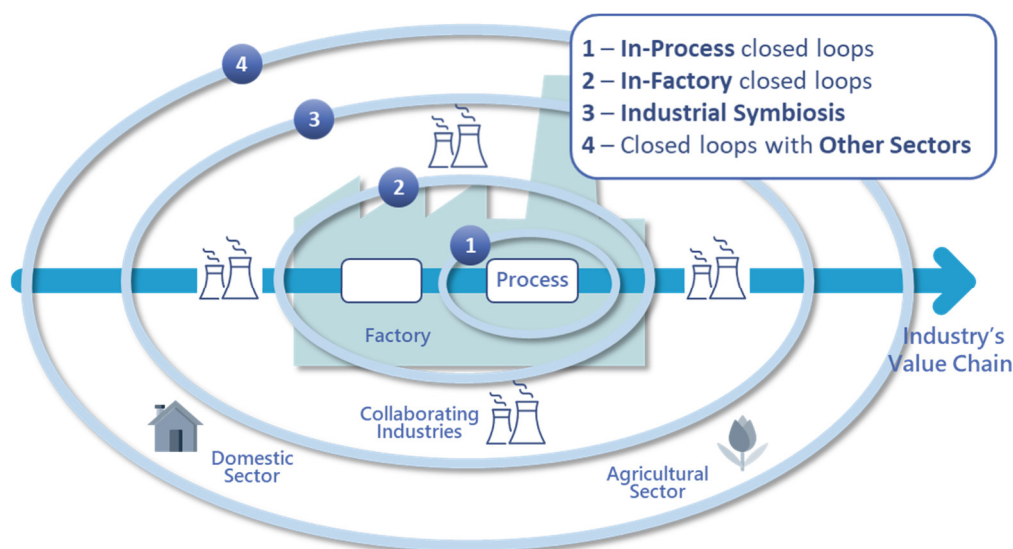 1 – In-Process closed loops
2 – In-Factory closed loops
3 – Industrial Symbiosis
4 – Closed loops with Other Sectors
4
3
2
1
Process
Factory
Industry’s
Value Chain
Collaborating
Industries
Domestic
Sector
Agricultural
Sector